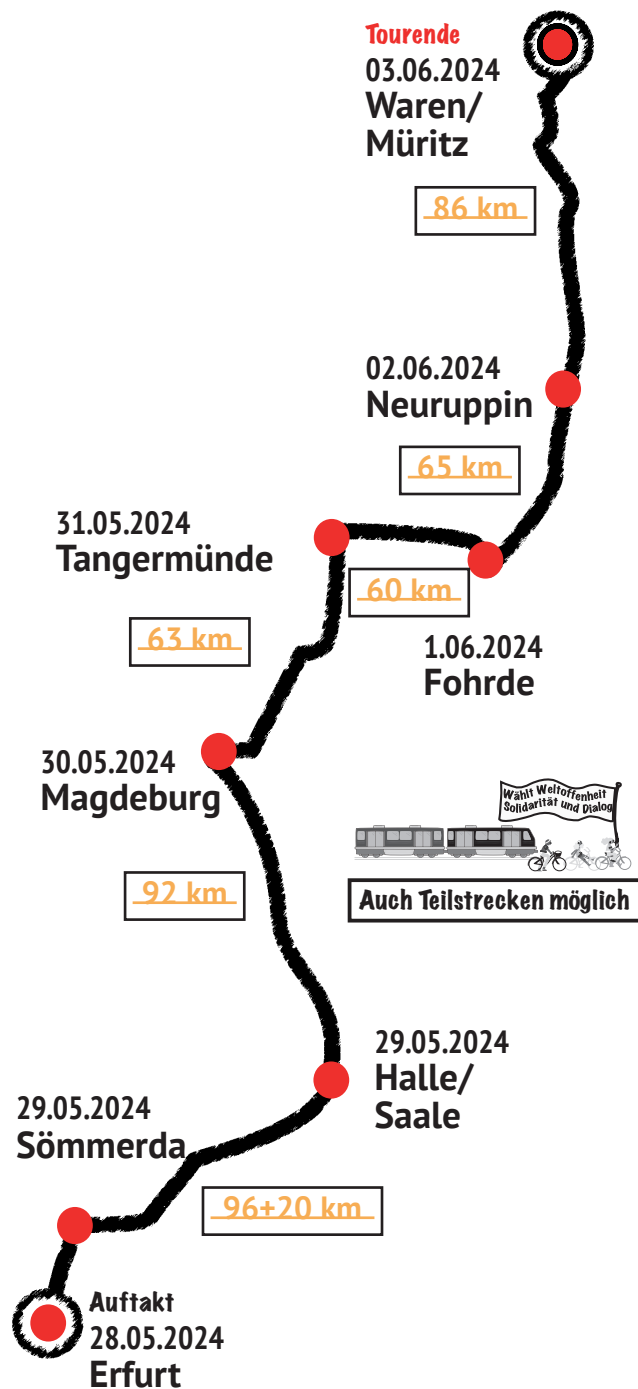 Tourende
03.06.2024
Waren/
Müritz
86 km
02.06.2024
Neuruppin
65 km
31.05.2024
Tangermünde
60 km
63 km
1.06.2024
Fohrde
30.05.2024
Magdeburg
Wählt Weltoffenheit
Solidarität und Dialog
92 km
Auch Teilstrecken möglich
29.05.2024
Halle/
Saale
29.05.2024
Sömmerda
96+20 km
Auftakt
28.05.2024
Erfurt